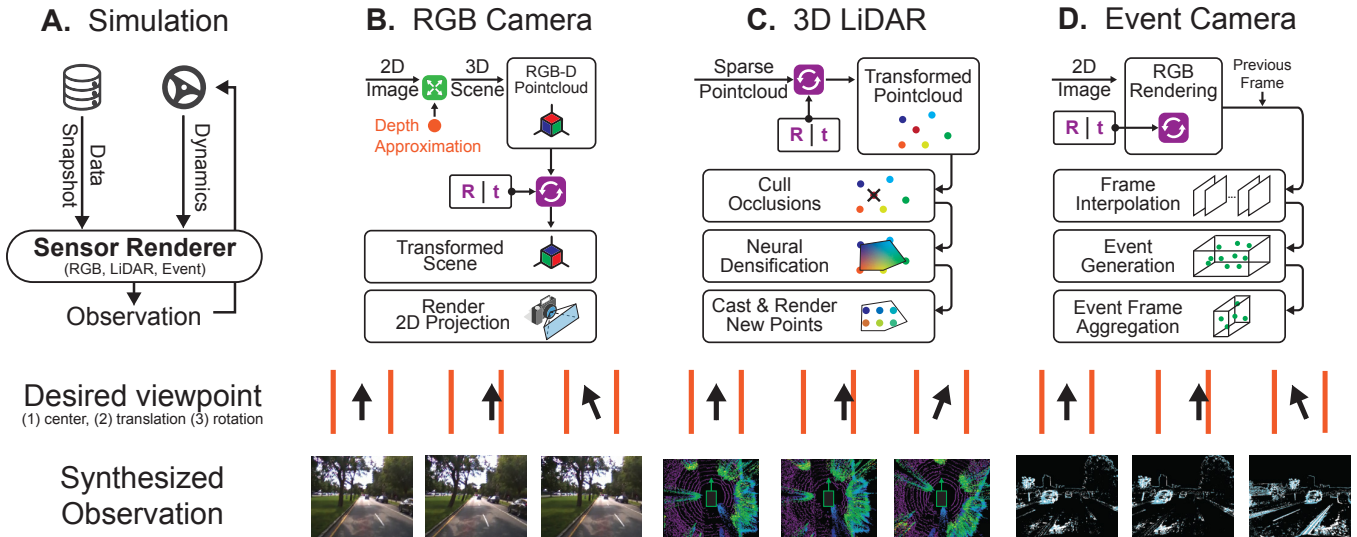 A. Simulation
Data
Snapshot
Dynamics
Sensor Renderer
(RGB, LiDAR, Event)
Observation
B. RGB Camera
2D
Image
3D
Scene
RGB-D
Pointcloud
Depth
Approximation
R | t
Transformed
Scene
Render
2D Projection
C. 3D LiDAR
Sparse
Pointcloud
Transformed
Pointcloud
R | t
Cull
Occlusions
Neural
Densification
Cast & Render
New Points
D. Event Camera
2D
Image
RGB
Rendering
Previous
Frame
R | t
Frame
Interpolation
Event
Generation
Event Frame
Aggregation
Desired viewpoint
(1) center, (2) translation (3) rotation
Synthesized
Observation